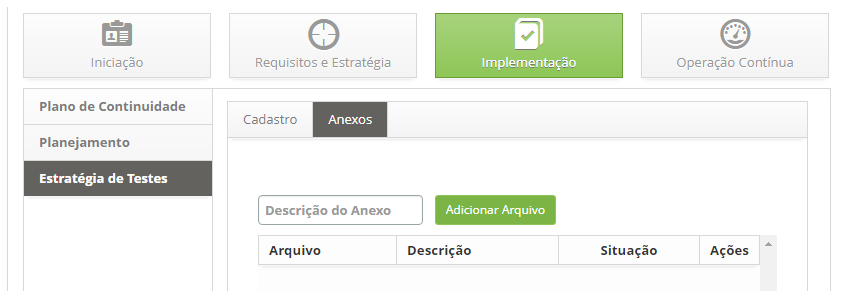 Iniciação
Requisitos e Estratégia
Implementação
Operação Contínua
Plano de Continuidade
Planejamento
Estratégia de Testes
Cadastro
Anexos
Descrição do Anexo
Adicionar Arquivo
Arquivo
Descrição
Situação
Ações